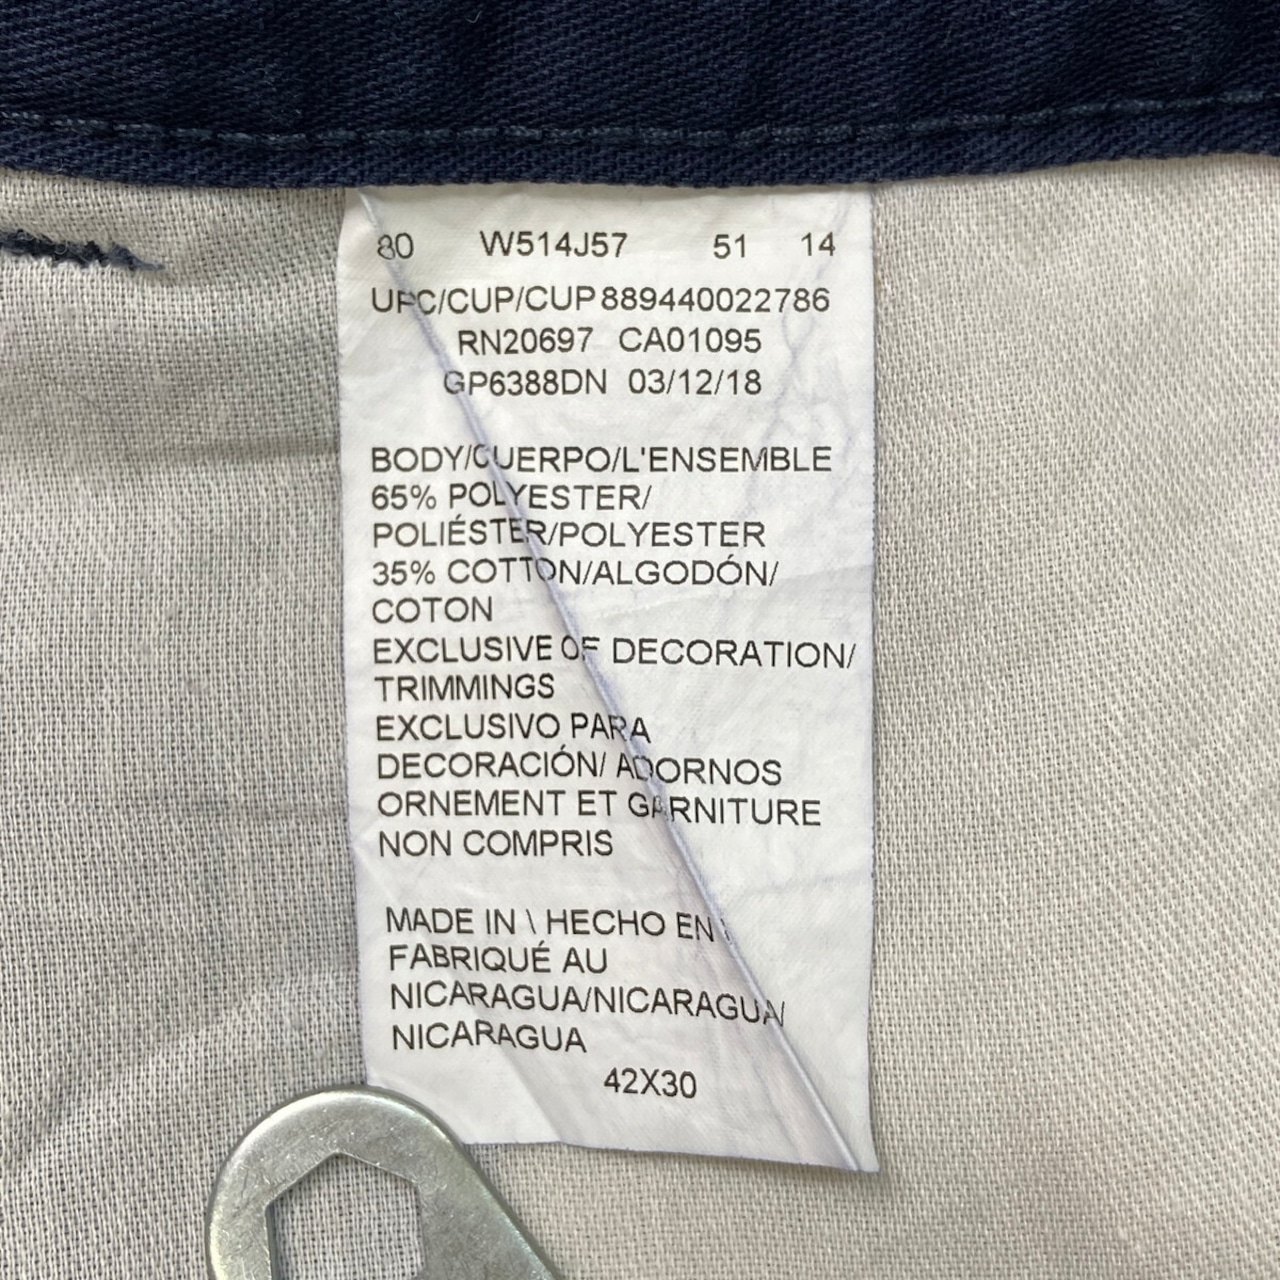 80 W514J57 51 14
UPC/CUP/CUP 889440022786
RN20697 CA01095
GP6388DN 03/12/18
BODY/CUERPO/L'ENSEMBLE
65% POLYESTER/
POLIÉSTER/POLYESTER
35% COTTON/ALGODÓN/
COTON
EXCLUSIVE OF DECORATION/
TRIMMINGS
EXCLUSIVO PARA
DECORACIÓN/ ADORNOS
ORNEMENT ET GARNITURE
NON COMPRIS
MADE IN \ HECHO EN \
FABRIQUÉ AU
NICARAGUA/NICARAGUA/
NICARAGUA
42X30